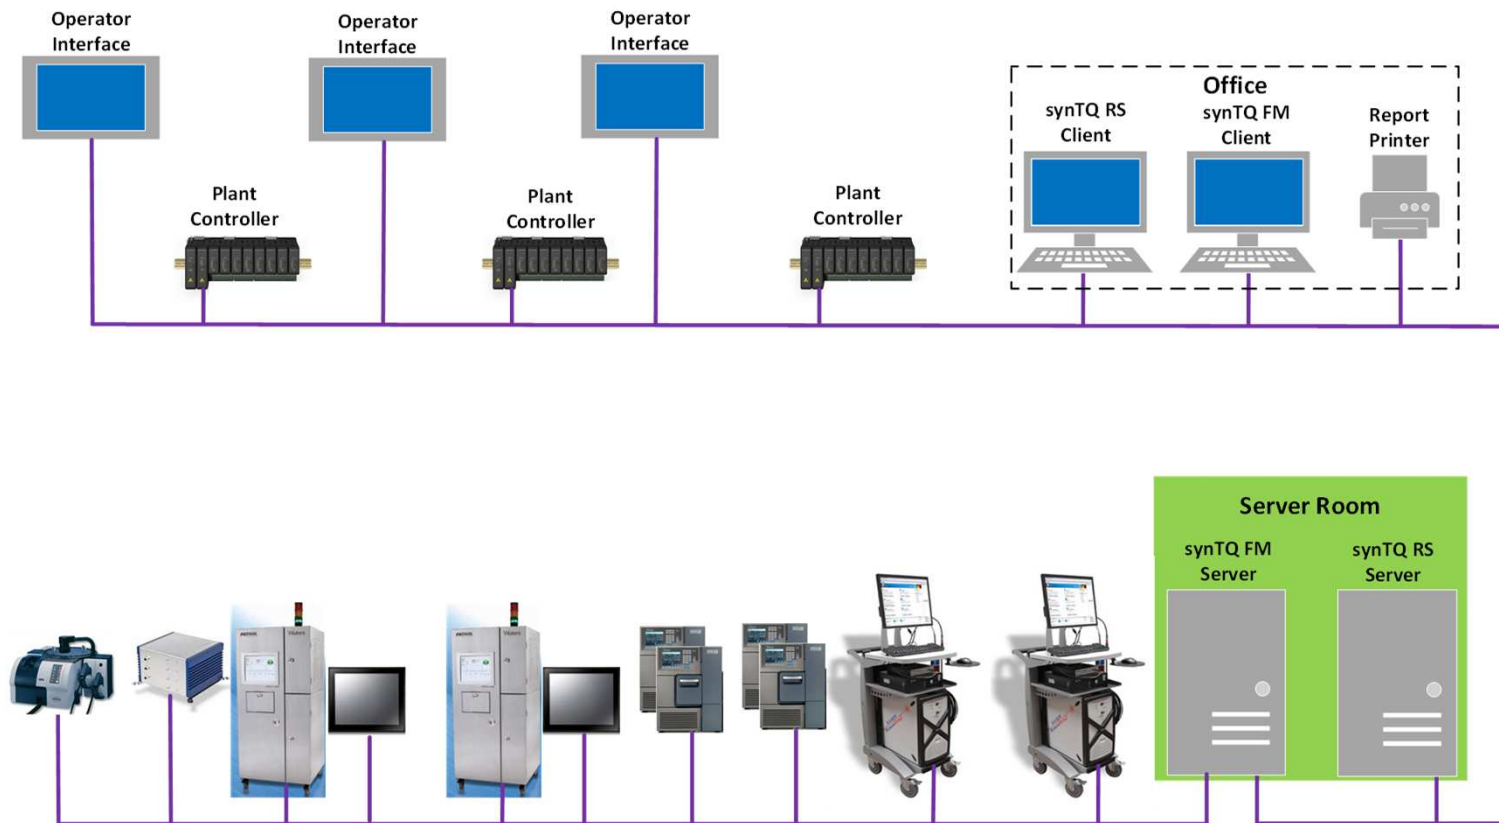 Operator
Interface
Operator
Interface
Operator
Interface
Office
synTQ RS
Client
synTQ FM
Client
Report
Printer
Plant
Controller
Plant
Controller
Plant
Controller
Server Room
synTQ FM
Server
synTQ RS
Server